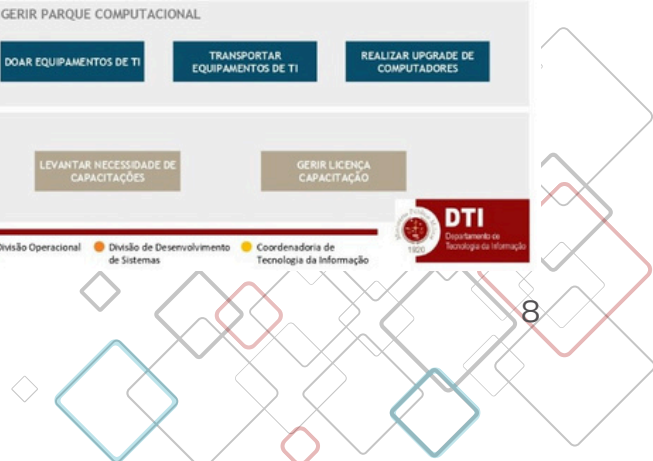 GERIR PARQUE COMPUTACIONAL
DOAR EQUIPAMENTOS DE TI
TRANSPORTAR
EQUIPAMENTOS DE TI
REALIZAR UPGRADE DE
COMPUTADORES
LEVANTAR NECESSIDADE DE
CAPACITAÇÕES
GERIR LICENÇA
CAPACITAÇÃO
Divisão Operacional
Divisão de Desenvolvimento
de Sistemas
Coordenadoria de
Tecnologia da Informação
1920
DTI
Departamento de
Tecnologia da Informação
8